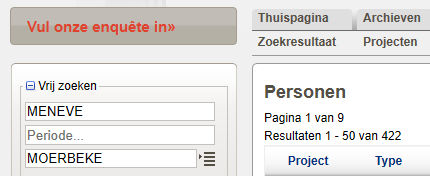 Vul onze enquête in»
Thuispagina Archieven
Zoekresultaat Projecten
Vrij zoeken
MENEVE
Periode...
MOERBEKE
Personen
Pagina 1 van 9
Resultaten 1 - 50 van 422
Project Type